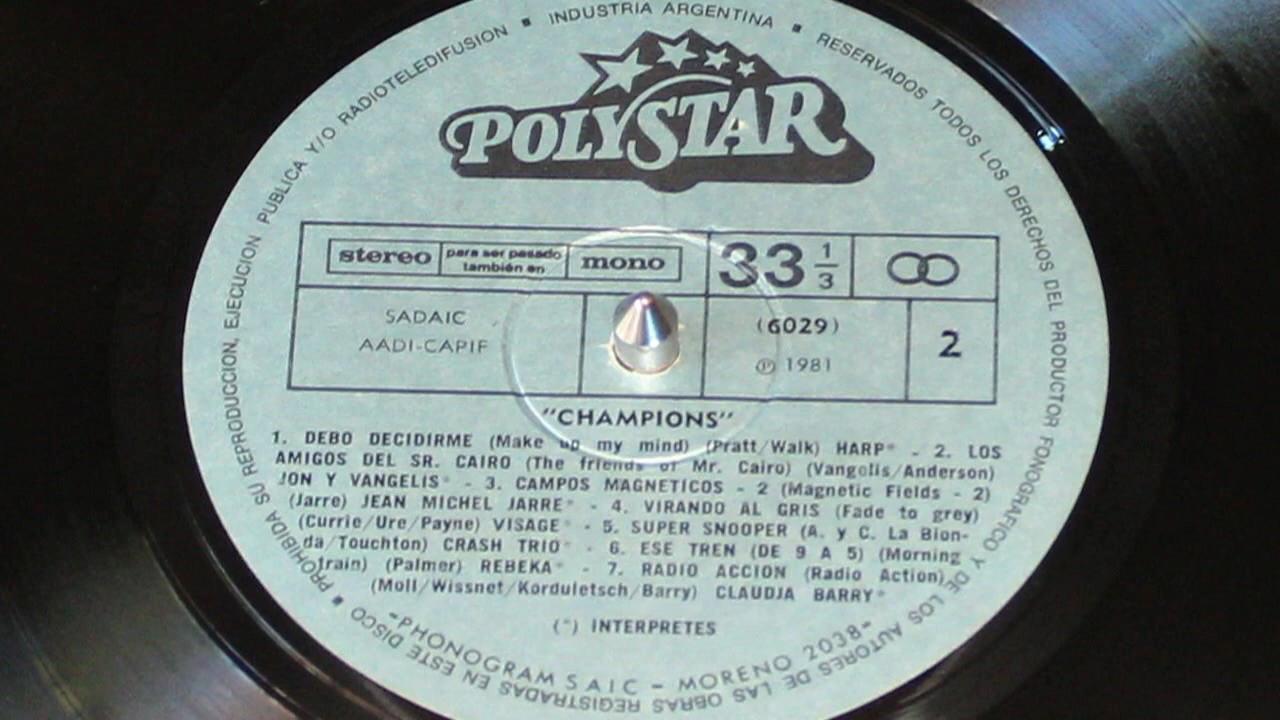 PROHIBIDA SU REPRODUCCION, EJECUCION PUBLICA Y/O RADIOTELEDIFUSION ■ INDUSTRIA ARGENTINA ■ RESERVADOS TODOS LOS DERECHOS DEL PRODUCTOR FONOGRAFICO Y DE LOS AUTORES DE LAS OBRAS REGISTRADAS EN ESTE DISCO ■
POLYSTAR
stereo para ser pasado también en mono
33 1/3
SADAIC
AADI-CAPIF
(6029)
℗ 1981
2
"CHAMPIONS"
1. DEBO DECIDIRME (Make up my mind) (Pratt/Walk) HARP* - 2. LOS
AMIGOS DEL SR. CAIRO (The friends of Mr. Cairo) (Vangelis/Anderson)
JON Y VANGELIS* - 3. CAMPOS MAGNETICOS - 2 (Magnetic Fields - 2)
(Jarre) JEAN MICHEL JARRE* - 4. VIRANDO AL GRIS (Fade to grey)
(Currie/Ure/Payne) VISAGE* - 5. SUPER SNOOPER (A. y C. La Bion-
da/Touchton) CRASH TRIO* - 6. ESE TREN (DE 9 A 5) (Morning
train) (Palmer) REBEKA* - 7. RADIO ACCION (Radio Action)
(Moll/Wissnet/Korduletsch/Barry) CLAUDJA BARRY*
(*) INTERPRETES
-PHONOGRAM S A I C - MORENO 2038-